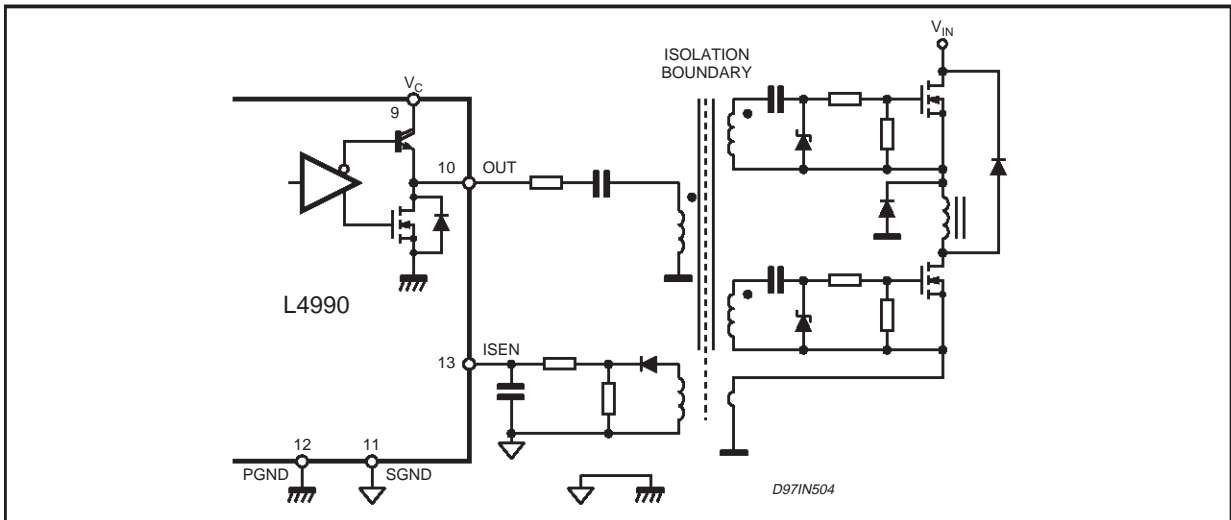 V_IN
ISOLATION
BOUNDARY
V_C
9
10
OUT
L4990
13
ISEN
12
11
PGND
SGND
D97IN504